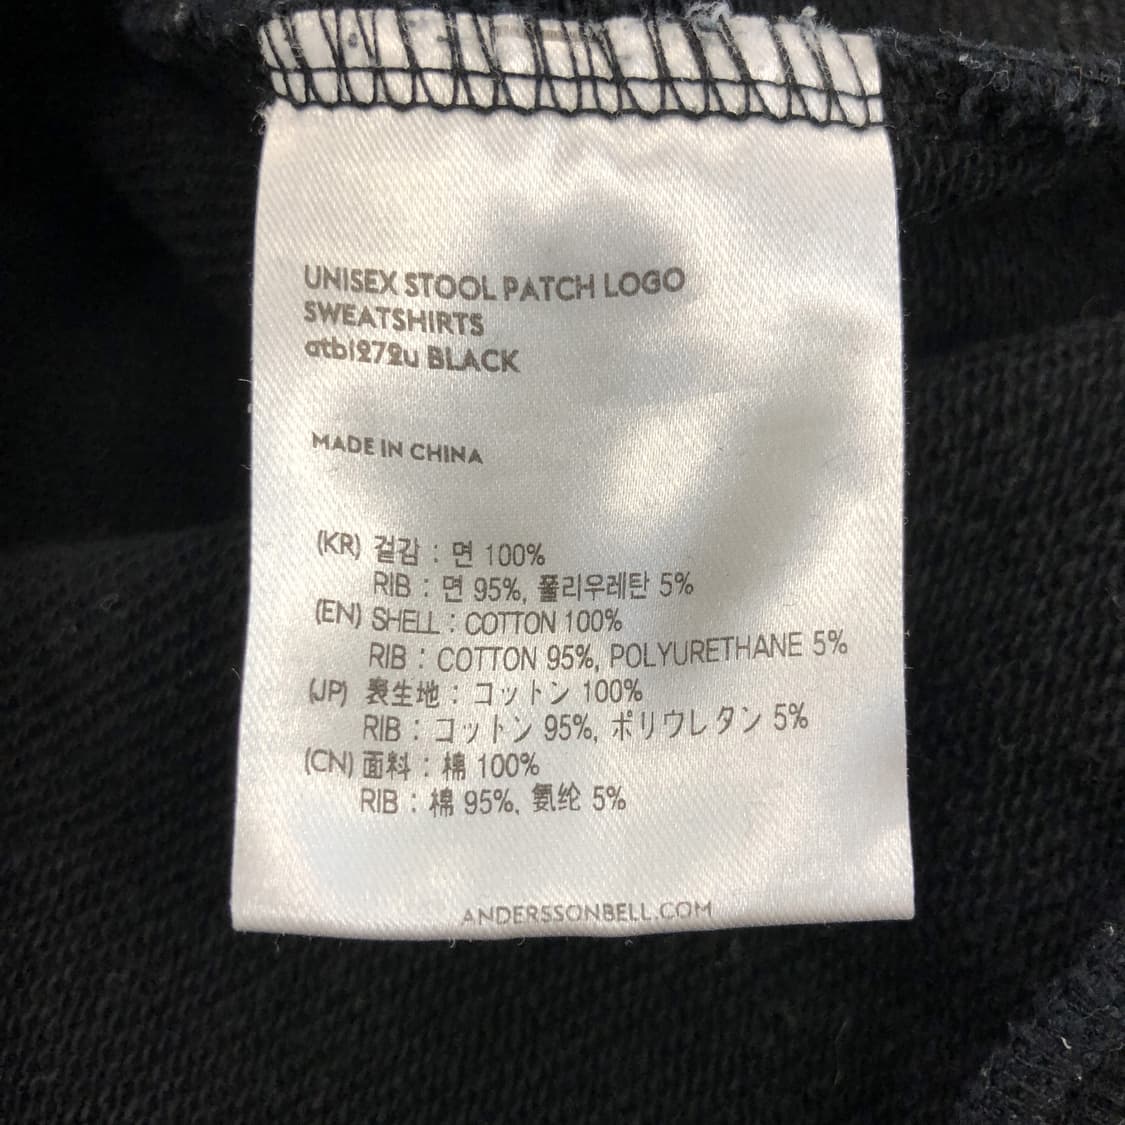 UNISEX STOOL PATCH LOGO
SWEATSHIRTS
atb1272u BLACK
MADE IN CHINA
(KR) 겉감 : 면 100%
RIB : 면 95%, 폴리우레탄 5%
(EN) SHELL : COTTON 100%
RIB : COTTON 95%, POLYURETHANE 5%
(JP) 表生地 : コットン 100%
RIB : コットン 95%, ポリウレタン 5%
(CN) 面料 : 棉 100%
RIB : 棉 95%, 氨纶 5%
ANDERSSONBELL.COM